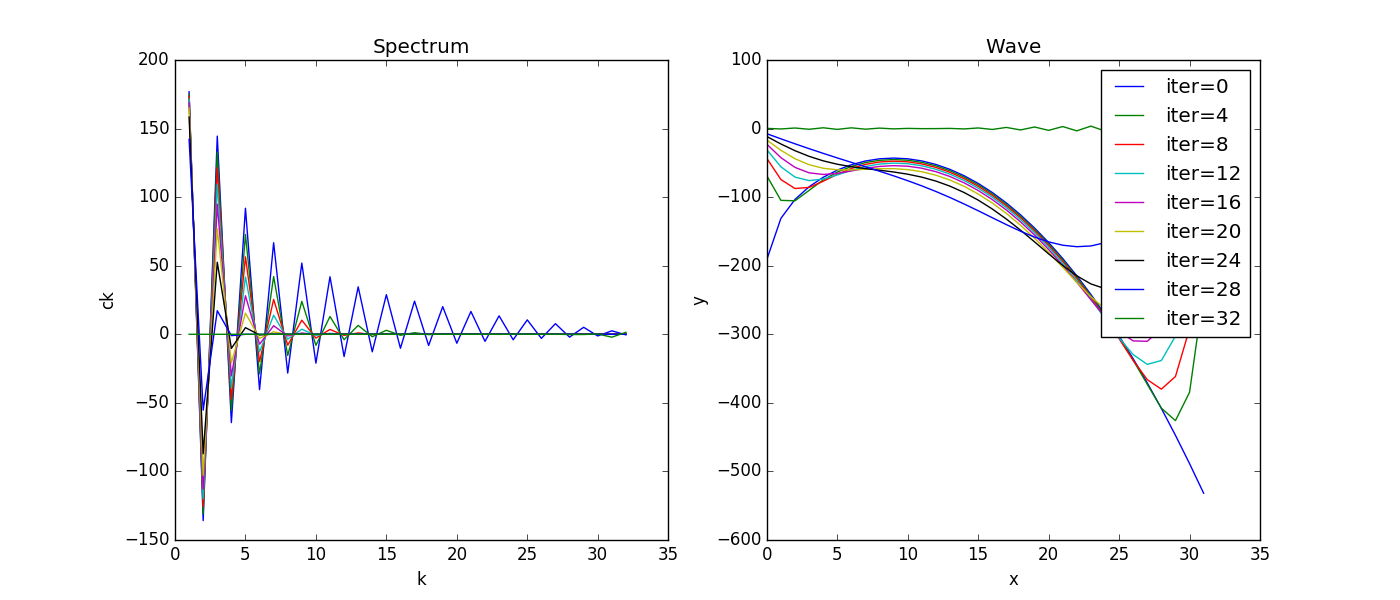 Spectrum
200
150
100
50
0
−50
−100
−150
ck
0 5 10 15 20 25 30 35
k
Wave
100
0
−100
−200
−300
−400
−500
−600
y
0 5 10 15 20 25 30 35
x
iter=0
iter=4
iter=8
iter=12
iter=16
iter=20
iter=24
iter=28
iter=32